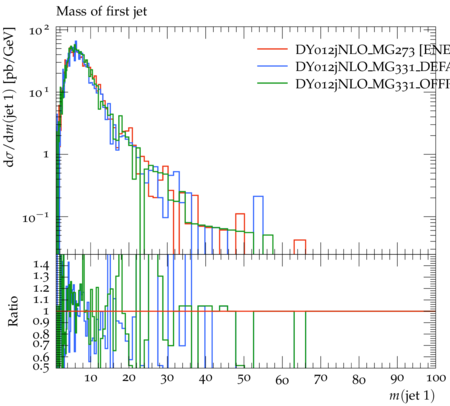 Mass of first jet
dσ/dm(jet 1) [pb/GeV]
10²
10¹
1
10⁻¹
DY012jNLO_MG273 [ENE
DY012jNLO_MG331_DEFA
DY012jNLO_MG331_OFFI
Ratio
1.4
1.3
1.2
1.1
1
0.9
0.8
0.7
0.6
0.5
10 20 30 40 50 60 70 80 90 100
m(jet 1)